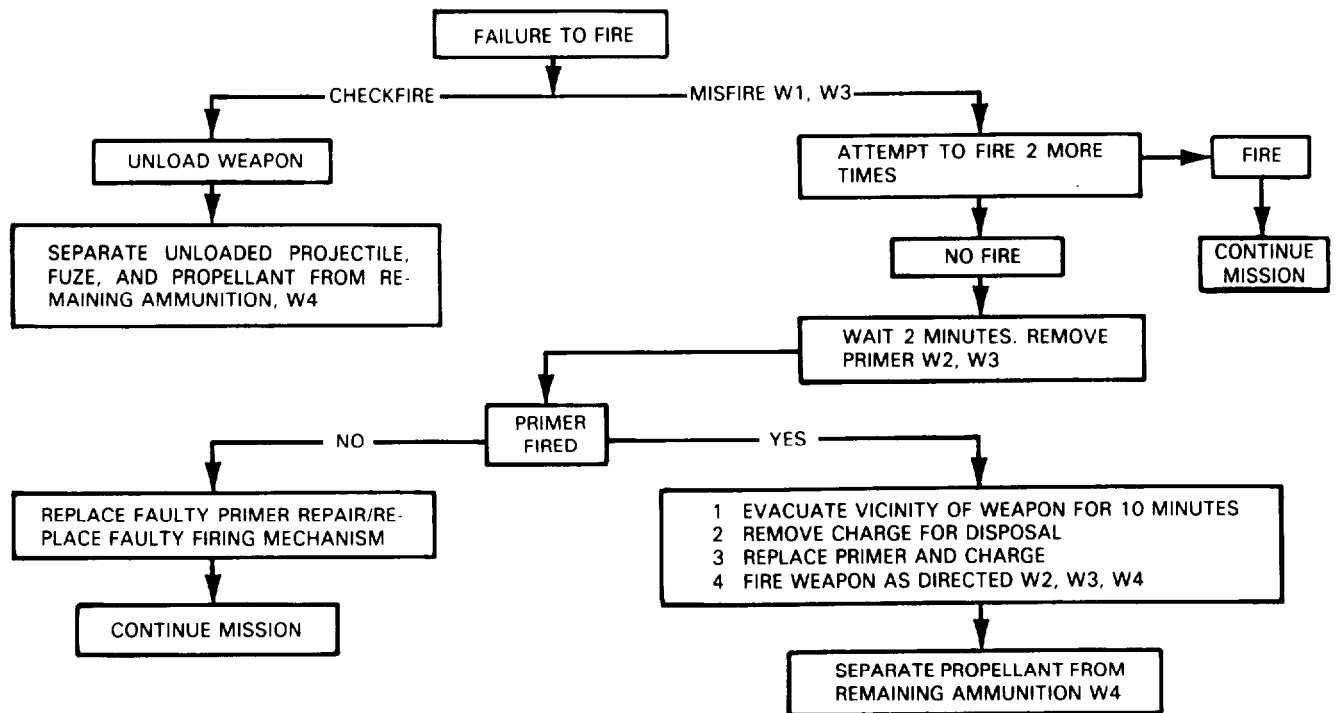 FAILURE TO FIRE
CHECKFIRE
MISFIRE W1, W3
UNLOAD WEAPON
ATTEMPT TO FIRE 2 MORE
TIMES
FIRE
SEPARATE UNLOADED PROJECTILE,
FUZE, AND PROPELLANT FROM RE-
MAINING AMMUNITION, W4
NO FIRE
CONTINUE
MISSION
WAIT 2 MINUTES. REMOVE
PRIMER W2, W3
PRIMER
FIRED
NO
YES
REPLACE FAULTY PRIMER REPAIR/RE-
PLACE FAULTY FIRING MECHANISM
1 EVACUATE VICINITY OF WEAPON FOR 10 MINUTES
2 REMOVE CHARGE FOR DISPOSAL
3 REPLACE PRIMER AND CHARGE
4 FIRE WEAPON AS DIRECTED W2, W3, W4
CONTINUE MISSION
SEPARATE PROPELLANT FROM
REMAINING AMMUNITION W4